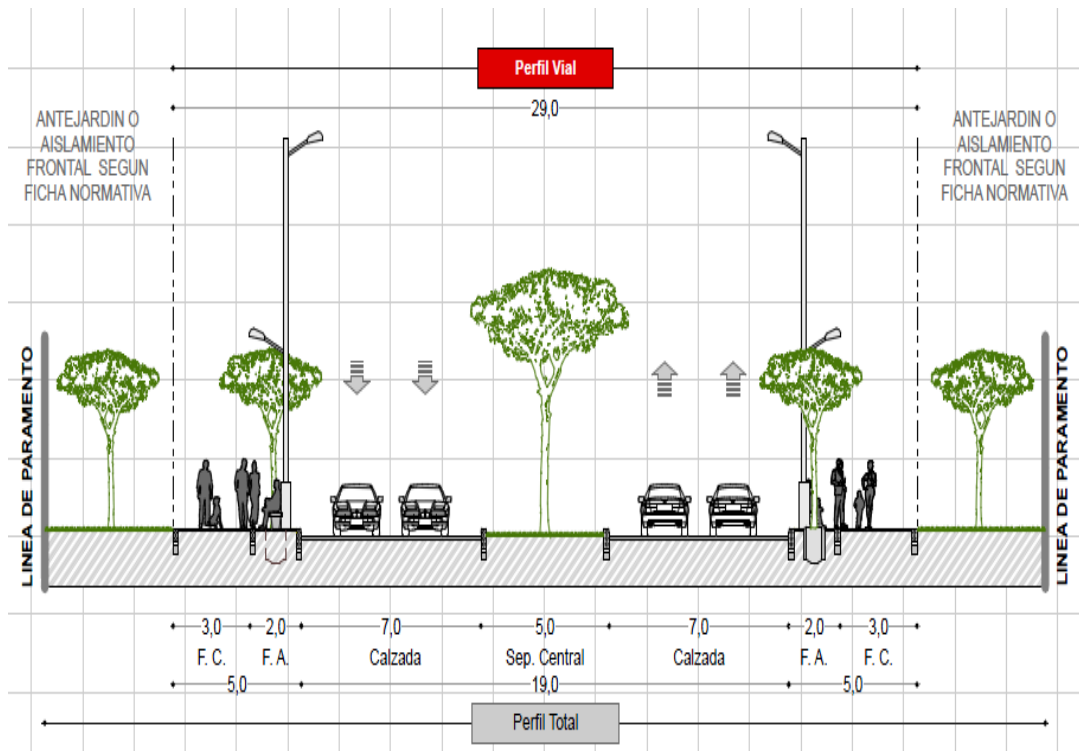 Perfil Vial
29,0
ANTEJARDIN O
AISLAMIENTO
FRONTAL SEGUN
FICHA NORMATIVA
ANTEJARDIN O
AISLAMIENTO
FRONTAL SEGUN
FICHA NORMATIVA
LINEA DE PARAMENTO
LINEA DE PARAMENTO
3,0 2,0 7,0 5,0 7,0 2,0 3,0
F. C. F. A. Calzada Sep. Central Calzada F. A. F. C.
5,0 19,0 5,0
Perfil Total